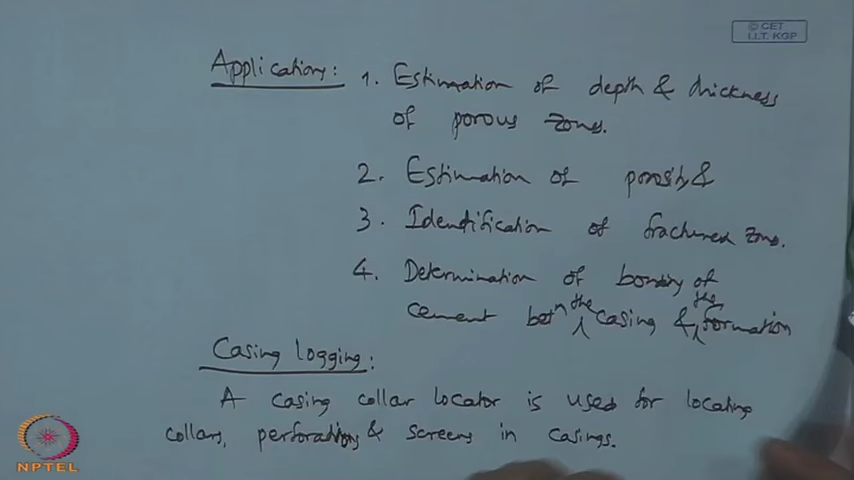 © CET
I.I.T. KGP
Application: 1. Estimation of depth & thickness
of porous zone.
2. Estimation of porosity &
3. Identification of fractured zone.
4. Determination of bonding of
cement betn the casing & the formation
Casing logging:
A casing collar locator is used for locating
collars, perforations & screens in casings.
NPTEL